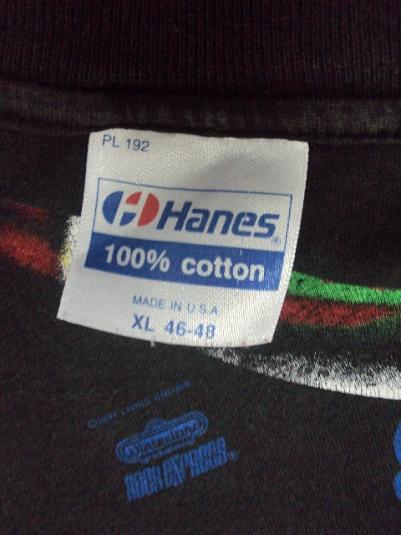 PL 192
Hanes®
100% cotton
MADE IN U.S.A
XL 46-48
ROCK EXPRESS®